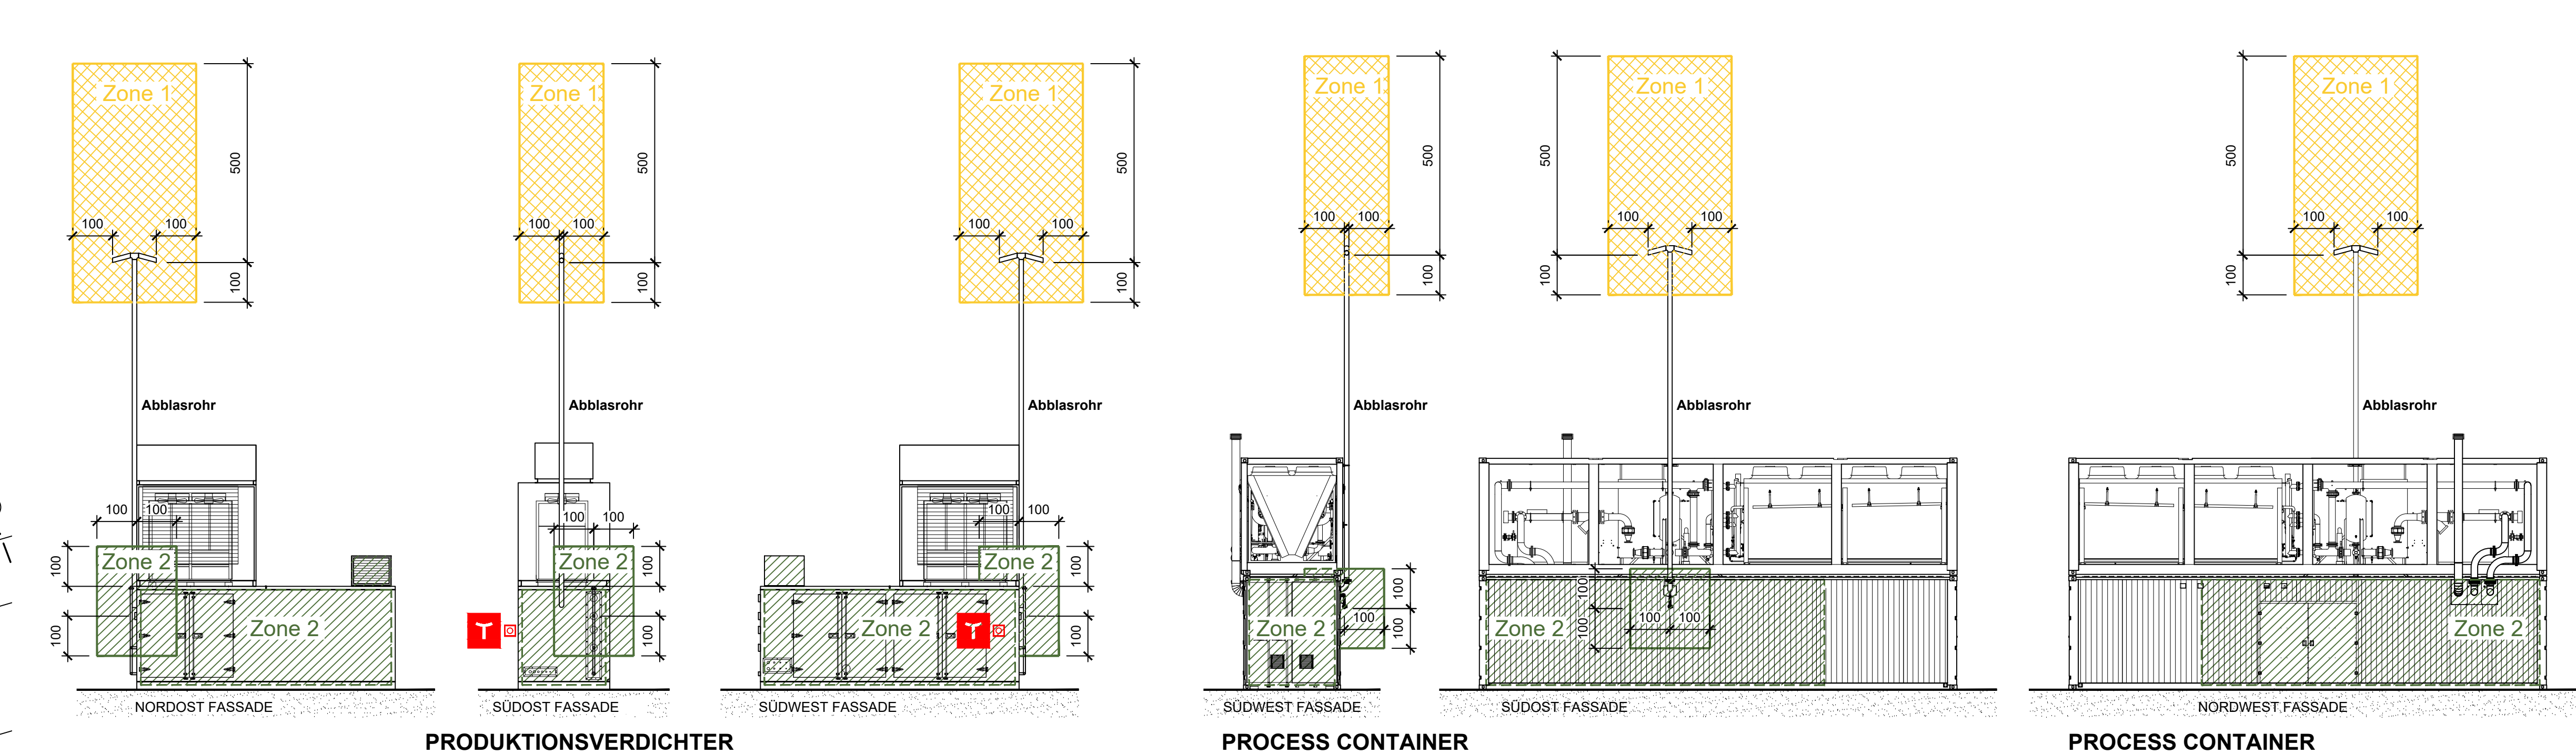 Zone 1
500
100 100
100
Abblasrohr
100 100
100
Zone 2
100
Zone 2
NORDOST FASSADE
Zone 1
500
100 100
100
Abblasrohr
100 100
100
Zone 2
100
SÜDOST FASSADE
Zone 1
500
100 100
100
Abblasrohr
100 100
100
Zone 2
100
Zone 2
SÜDWEST FASSADE
PRODUKTIONSVERDICHTER
Zone 1
500
100 100
100
Abblasrohr
100
100
100
Zone 2
SÜDWEST FASSADE
Zone 1
500
100 100
100
Abblasrohr
100
100 100
100
Zone 2
SÜDOST FASSADE
PROCESS CONTAINER
Zone 1
500
100 100
100
Abblasrohr
Zone 2
NORDWEST FASSADE
PROCESS CONTAINER